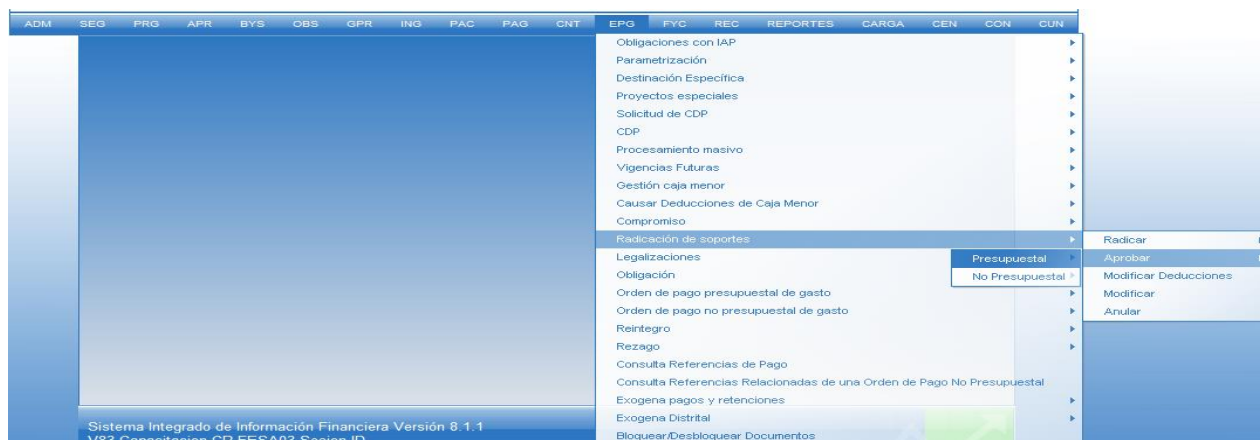 ADM SEG PRG APR BYS OBS GPR ING PAC PAG CNT EPG FYC REC REPORTES CARGA CEN CON CUN
Obligaciones con IAP
Parametrización
Destinación Específica
Proyectos especiales
Solicitud de CDP
CDP
Procesamiento masivo
Vigencias Futuras
Gestión caja menor
Causar Deducciones de Caja Menor
Compromiso
Radicación de soportes
Radicar
Legalizaciones
Presupuestal
Aprobar
Obligación
No Presupuestal
Modificar Deducciones
Orden de pago presupuestal de gasto
Modificar
Orden de pago no presupuestal de gasto
Anular
Reintegro
Rezago
Consulta Referencias de Pago
Consulta Referencias Relacionadas de una Orden de Pago No Presupuestal
Exogena pagos y retenciones
Exogena Distrital
Sistema Integrado de Información Financiera Versión 8.1.1
Bloquear/Desbloquear Documentos